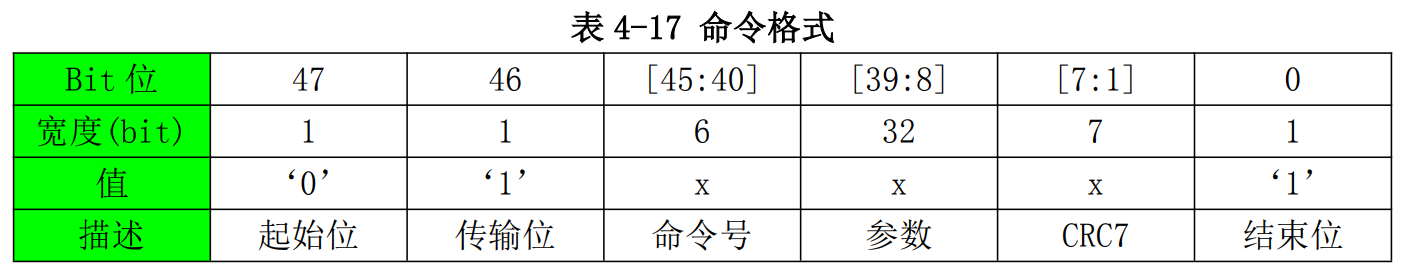 表 4-17 命令格式
Bit 位 47 46 [45:40] [39:8] [7:1] 0
宽度(bit) 1 1 6 32 7 1
值 ‘0’ ‘1’ x x x ‘1’
描述 起始位 传输位 命令号 参数 CRC7 结束位